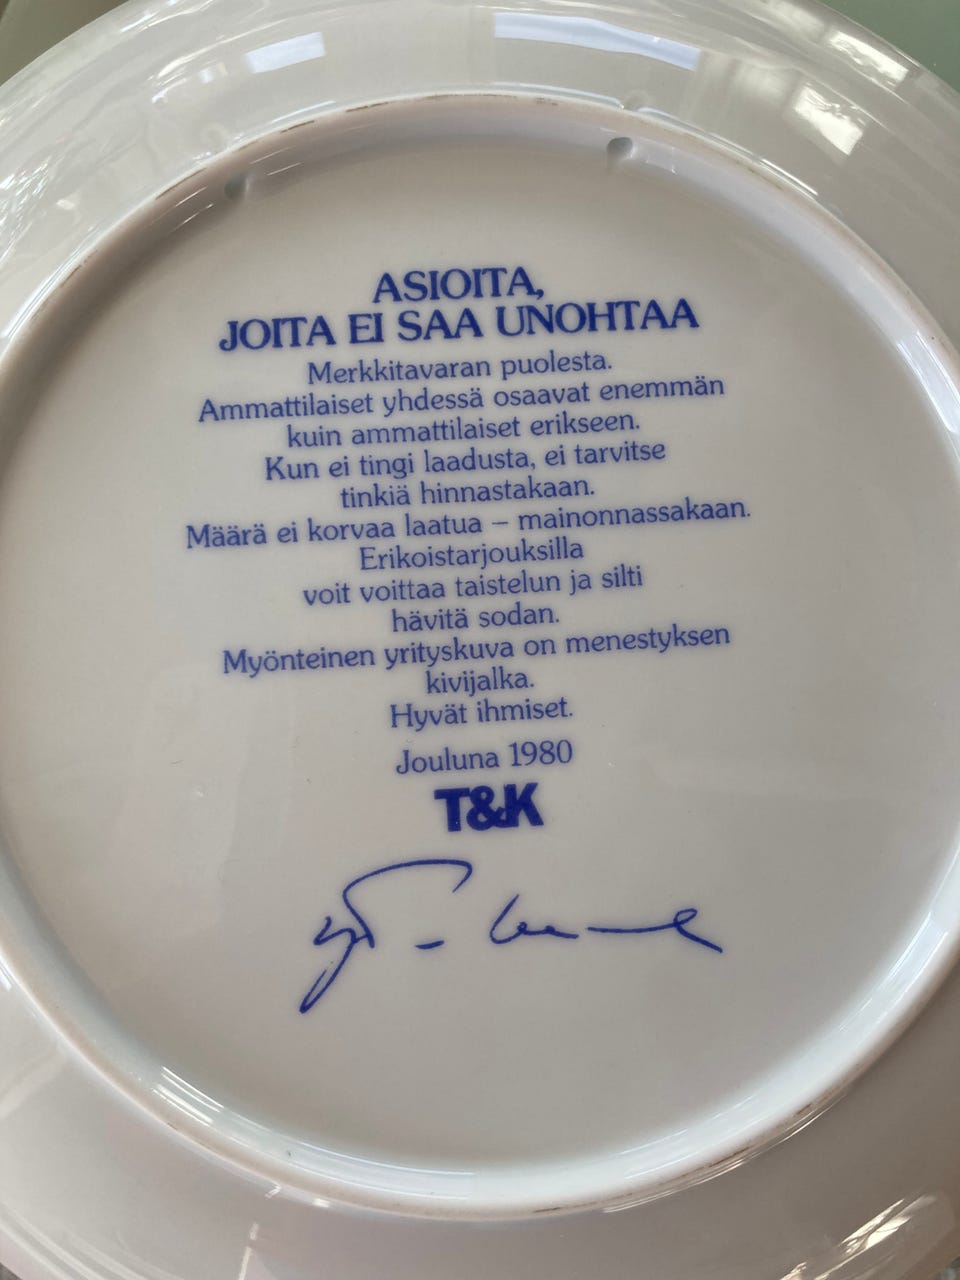 ASIOITA,
JOITA EI SAA UNOHTAA
Merkkitavaran puolesta.
Ammattilaiset yhdessä osaavat enemmän
kuin ammattilaiset erikseen.
Kun ei tingi laadusta, ei tarvitse
tinkiä hinnastakaan.
Määrä ei korvaa laatua – mainonnassakaan.
Erikoistarjouksilla
voit voittaa taistelun ja silti
hävitä sodan.
Myönteinen yrityskuva on menestyksen
kivijalka.
Hyvät ihmiset.
Jouluna 1980
T&K